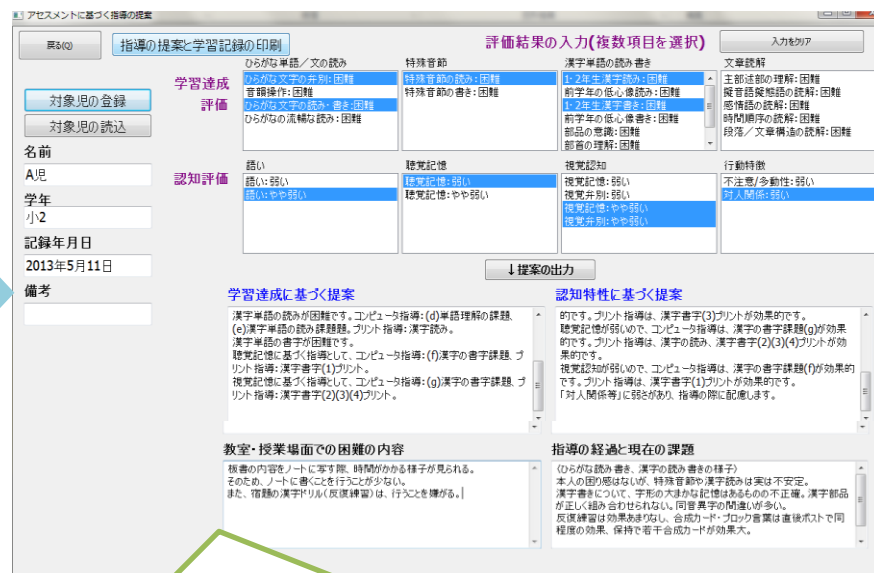 アセスメントに基づく指導の提案
戻る(Q)
指導の提案と学習記録の印刷
評価結果の入力(複数項目を選択)
入力をクリア
ひらがな単語／文の読み
特殊音節
漢字単語の読み書き
文章読解
学習達成
評価
ひらがな文字の弁別:困難
音韻操作:困難
ひらがな文字の読み・書き:困難
ひらがなの流暢な読み:困難
特殊音節の読み:困難
特殊音節の書き:困難
1・2年生漢字読み:困難
前学年の低心像読み:困難
1・2年生漢字書き:困難
前学年の低心像書き:困難
部品の意識:困難
部首の理解:困難
主部述部の理解:困難
擬音語擬態語の読解:困難
感情語の読解:困難
時間順序の読解:困難
段落／文章構造の読解:困難
対象児の登録
対象児の読込
名前
A児
学年
小2
記録年月日
2013年5月11日
備考
語い
聴覚記憶
視覚認知
行動特徴
認知評価
語い:弱い
語い:やや弱い
聴覚記憶:弱い
聴覚記憶:やや弱い
視覚記憶:弱い
視覚弁別:弱い
視覚記憶:やや弱い
視覚弁別:やや弱い
不注意/多動性:弱い
対人関係:弱い
↓提案の出力
学習達成に基づく提案
漢字単語の読みが困難です。コンピュータ指導:(d)単語理解の課題、
(e)漢字単語の読み課題題。プリント指導:漢字読み。
漢字単語の書字が困難です。
聴覚記憶に基づく指導として、コンピュータ指導:(f)漢字の書字課題、プ
リント指導:漢字書字(1)プリント。
視覚記憶に基づく指導として、コンピュータ指導:(g)漢字の書字課題、プ
リント指導:漢字書字(2)(3)(4)プリント。
認知特性に基づく提案
的です。プリント指導は、漢字書字(3)プリントが効果的です。
聴覚記憶が弱いので、コンピュータ指導は、漢字の書字課題(g)が効果
的です。プリント指導は、漢字の読み、漢字書字(2)(3)(4)プリントが効
果的です。
視覚認知が弱いので、コンピュータ指導は、漢字の書字課題(f)が効果的
です。プリント指導は、漢字書字(1)プリントが効果的です。
「対人関係等」に弱さがあり、指導の際に配慮します。
教室・授業場面での困難の内容
板書の内容をノートに写す際、時間がかかる様子が見られる。
そのため、ノートに書くことを行うことが少ない。
また、宿題の漢字ドリル(反復練習)は、行うことを嫌がる。
指導の経過と現在の課題
(ひらがな読み書き、漢字の読み書きの様子)
本人の困り感はないが、特殊音節や漢字読みは実は不安定。
漢字書きについて、字形の大まかな記憶はあるものの不正確。漢字部品
が正しく組み合わせられない。同音異字の間違いが多い。
反復練習は効果あまりなし、合成カード・ブロック言葉は直後ポストで同
程度の効果、保持で若干合成カードが効果大。